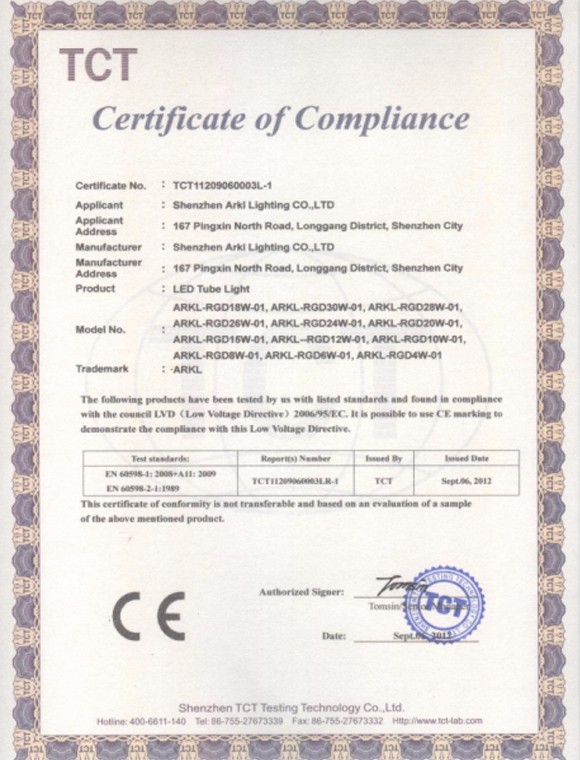 TCT
Certificate of Compliance
Certificate No. : TCT11209060003L-1
Applicant : Shenzhen Arkl Lighting CO.,LTD
Applicant Address : 167 Pingxin North Road, Longgang District, Shenzhen City
Manufacturer : Shenzhen Arkl Lighting CO.,LTD
Manufacturer Address : 167 Pingxin North Road, Longgang District, Shenzhen City
Product : LED Tube Light
Model No. : ARKL-RGD18W-01, ARKL-RGD30W-01, ARKL-RGD28W-01,
ARKL-RGD26W-01, ARKL-RGD24W-01, ARKL-RGD20W-01,
ARKL-RGD15W-01, ARKL--RGD12W-01, ARKL-RGD10W-01,
ARKL-RGD8W-01, ARKL-RGD6W-01, ARKL-RGD4W-01
Trademark : ·ARKL
The following products have been tested by us with listed standards and found in compliance
with the council LVD (Low Voltage Directive) 2006/95/EC. It is possible to use CE marking to
demonstrate the compliance with this Low Voltage Directive.
Test standards: Report(s) Number Issued By Issued Date
EN 60598-1: 2008+A11: 2009
EN 60598-2-1:1989
TCT11209060003LR-1 TCT Sept.06, 2012
This certificate of conformity is not transferable and based on an evaluation of a sample
of the above mentioned product.
CE
Authorized Signer: Tomsin
Tomsin/
TCT
Date: Sept.06, 2012
Shenzhen TCT Testing Technology Co.,Ltd.
Hotline: 400-6611-140 Tel: 86-755-27673339 Fax: 86-755-27673332 Http://www.tct-lab.com